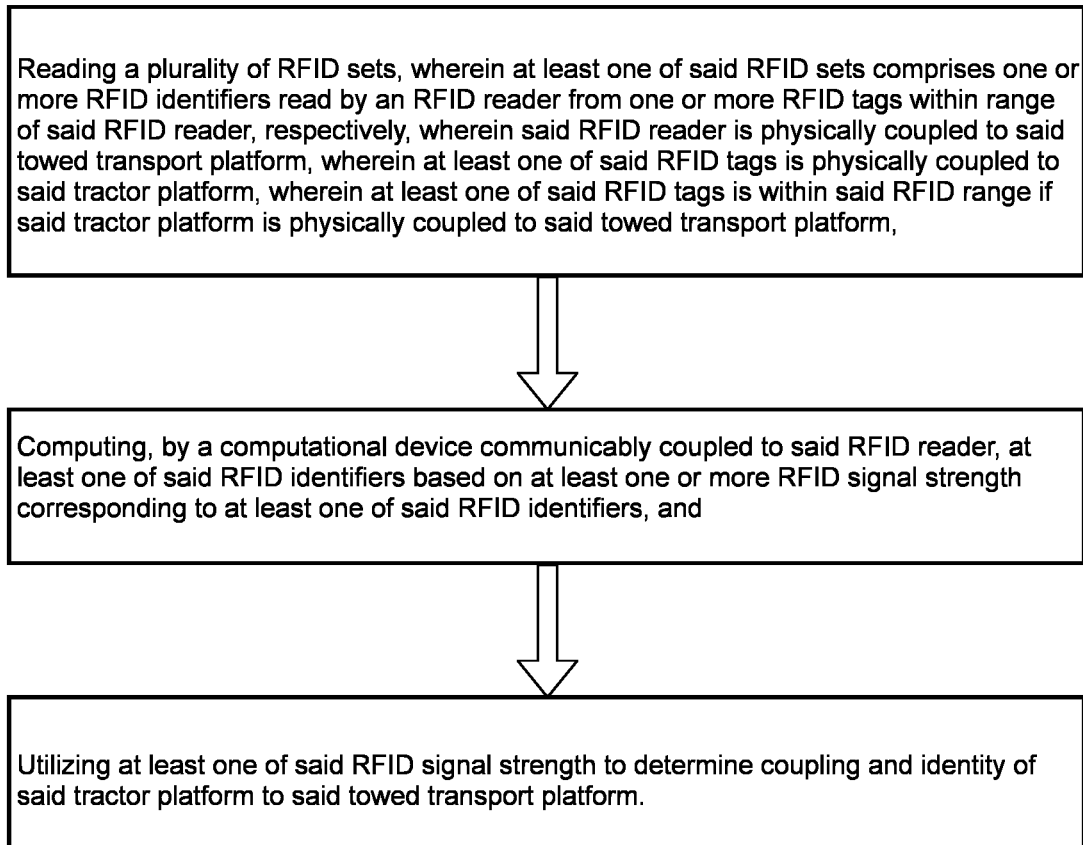 Reading a plurality of RFID sets, wherein at least one of said RFID sets comprises one or
more RFID identifiers read by an RFID reader from one or more RFID tags within range
of said RFID reader, respectively, wherein said RFID reader is physically coupled to said
towed transport platform, wherein at least one of said RFID tags is physically coupled to
said tractor platform, wherein at least one of said RFID tags is within said RFID range if
said tractor platform is physically coupled to said towed transport platform,
Computing, by a computational device communicably coupled to said RFID reader, at
least one of said RFID identifiers based on at least one or more RFID signal strength
corresponding to at least one of said RFID identifiers, and
Utilizing at least one of said RFID signal strength to determine coupling and identity of
said tractor platform to said towed transport platform.